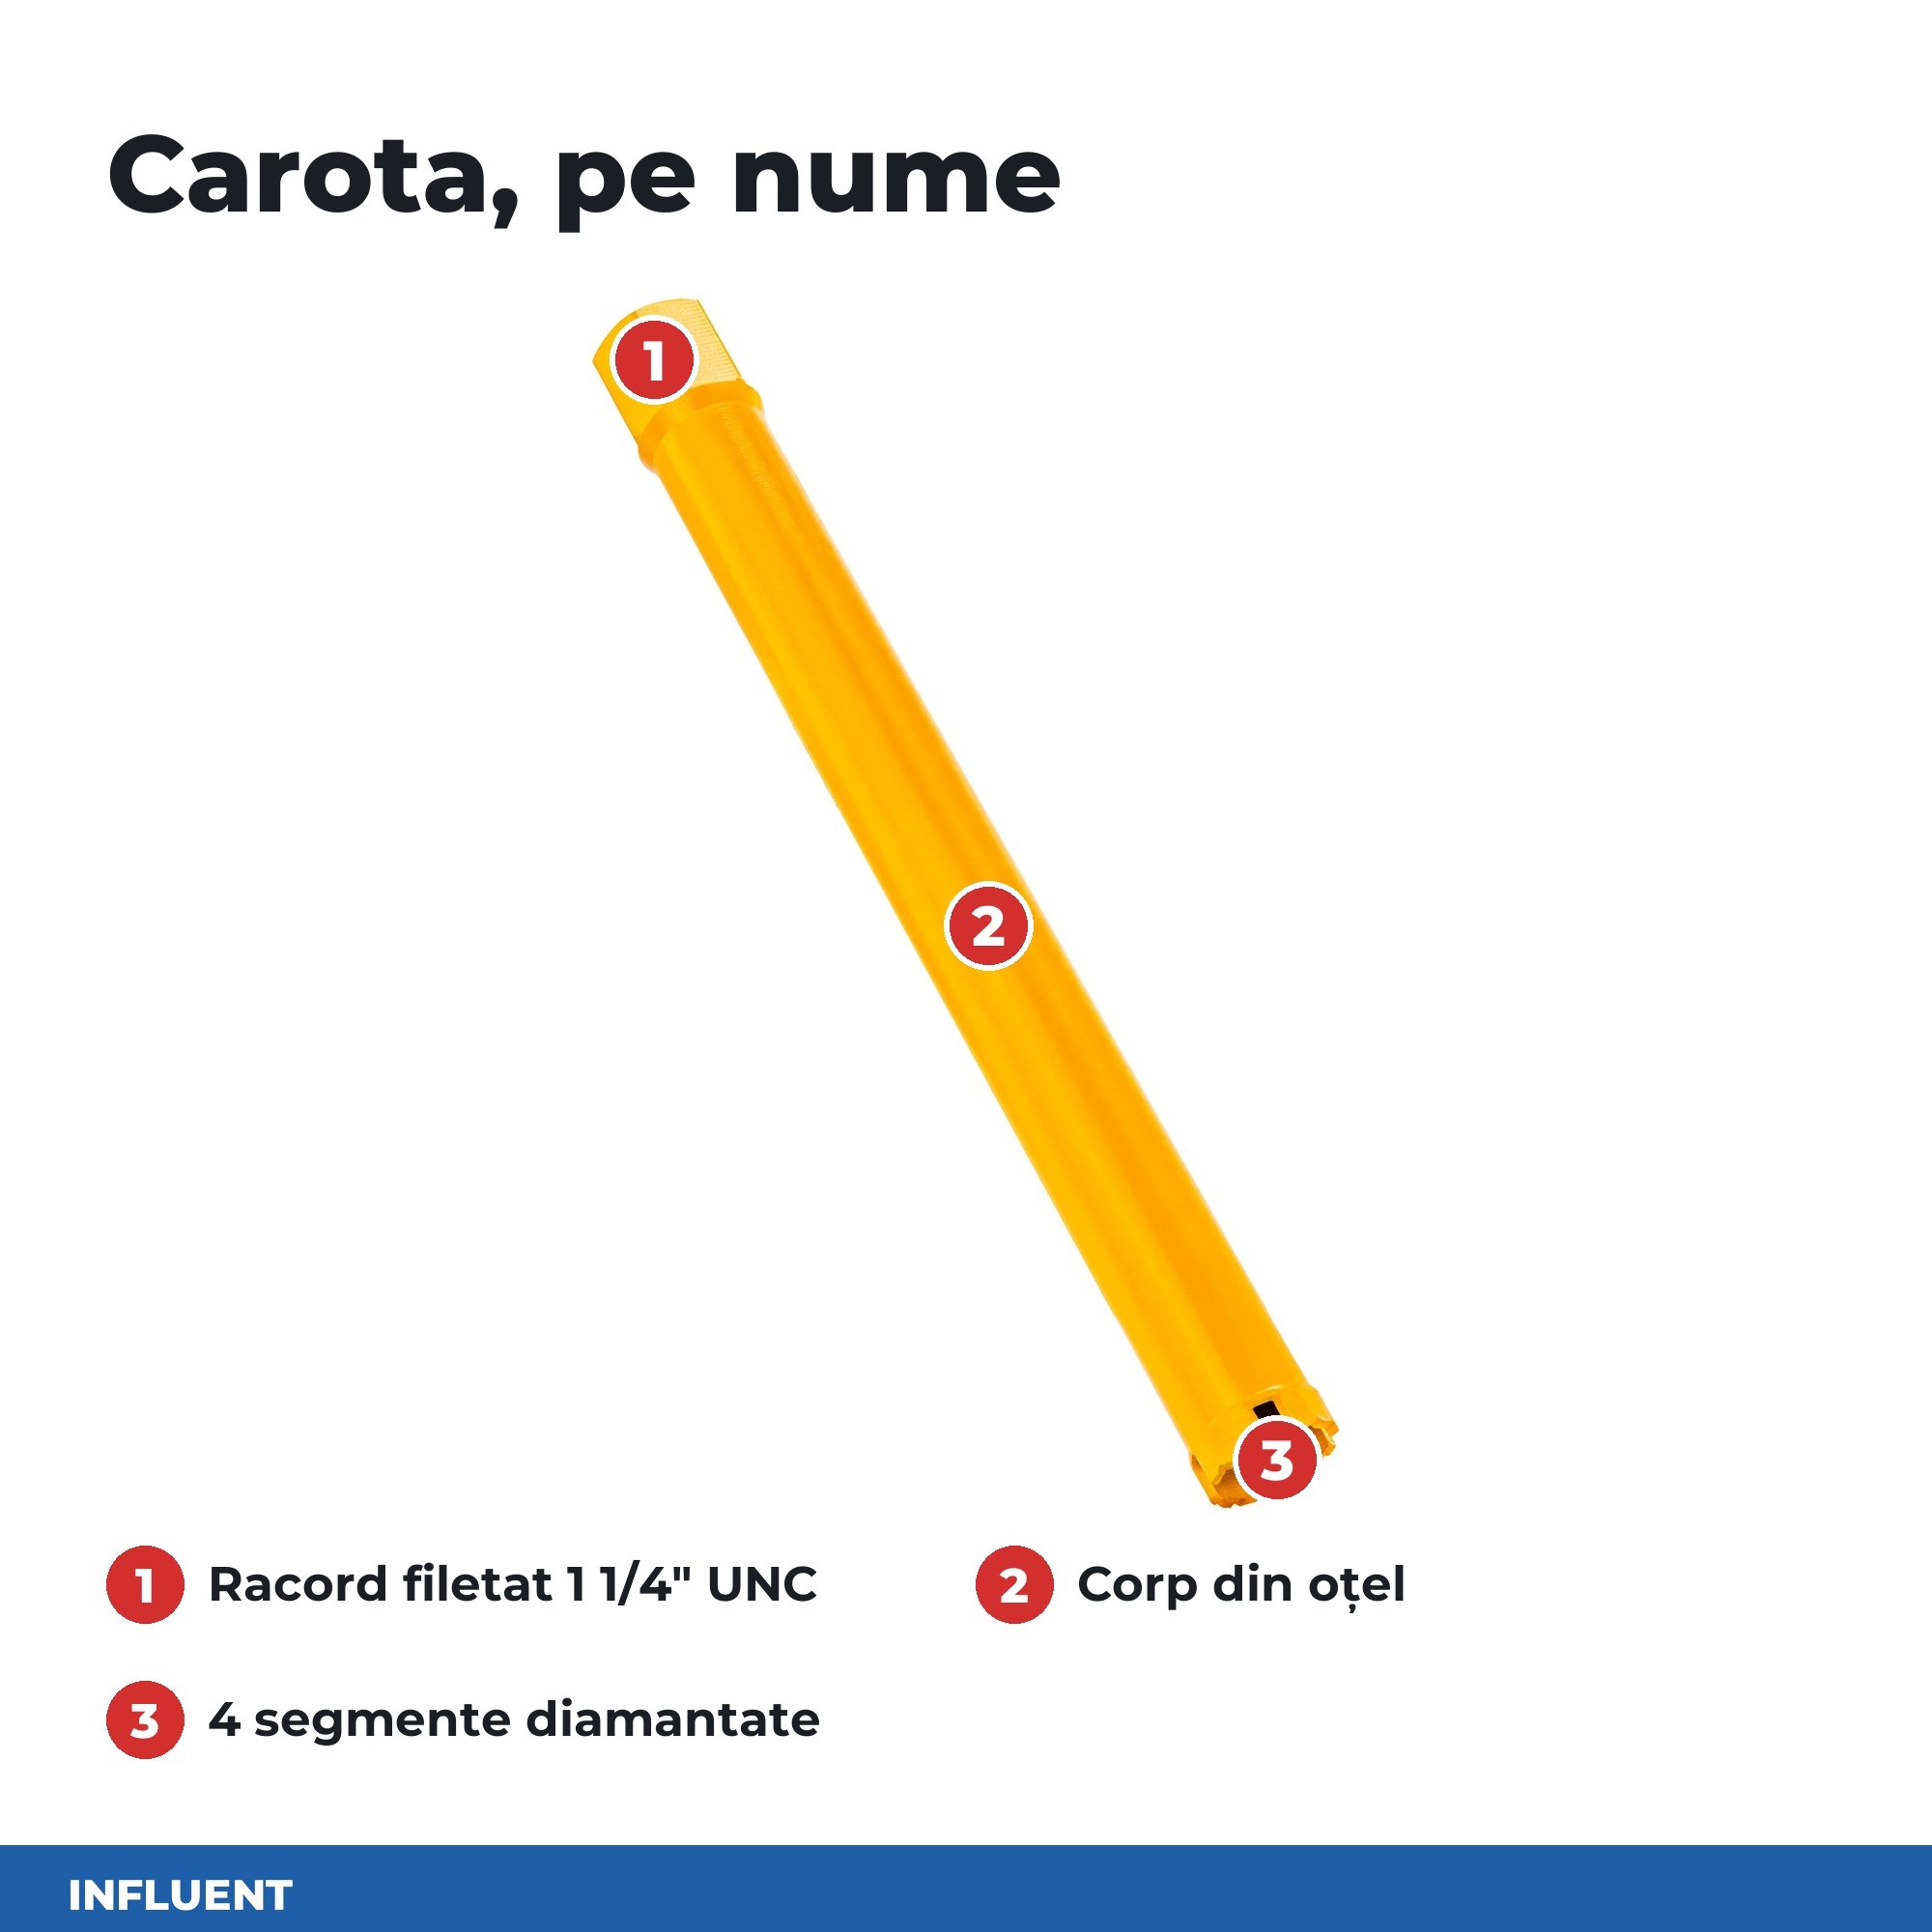 Carota, pe nume
1
2
3
1 Racord filetat 1 1/4" UNC
2 Corp din oțel
3 4 segmente diamantate
INFLUENT